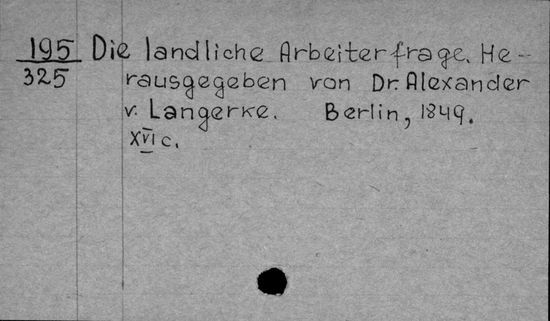 195 Die landliche Arbeiterfrage. He-
325 rausgegeben von Dr. Alexander
v. Langerke. Berlin, 1849.
XVI c.